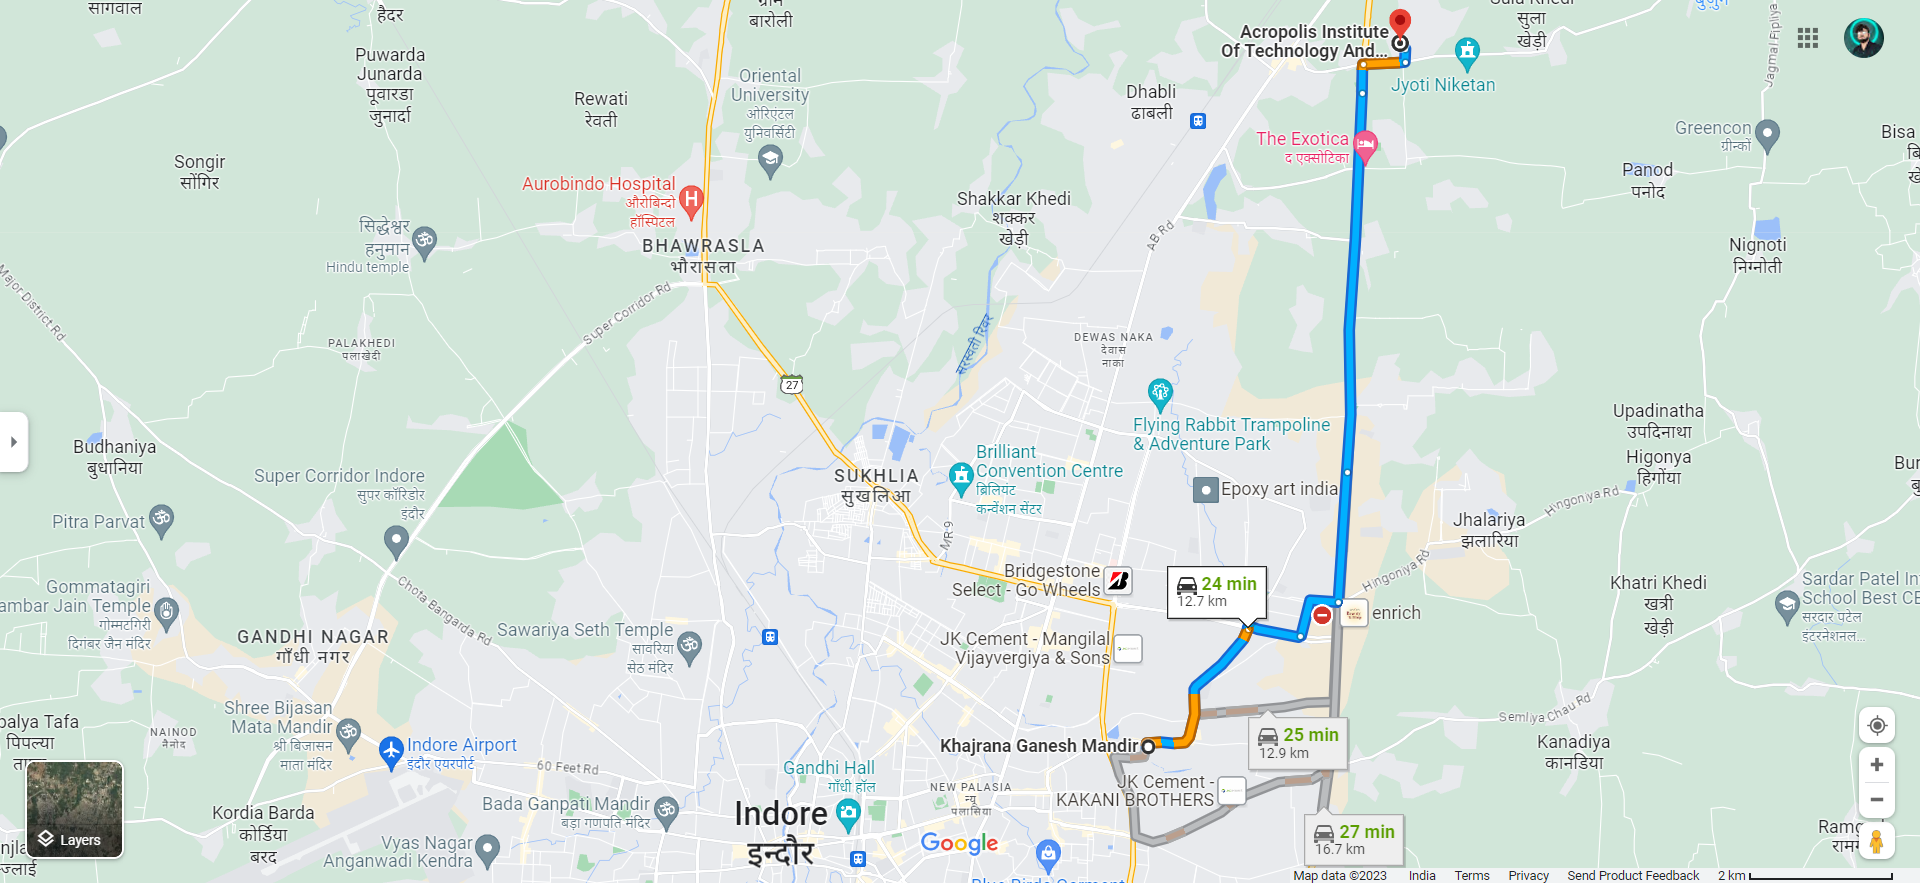 सागवाल
हैदर
बारोली
सुला
खेड़ी
Acropolis Institute
Of Technology And...
Jyoti Niketan
Puwarda
Junarda
पूवारडा
जुनार्दा
Rewati
रेवती
Oriental
University
ओरिएंटल
युनिवर्सिटी
Dhabli
ढाबली
The Exotica
द एक्सोटिका
Greencon
ग्रीन्कों
Jagmal Pipliya
Bisa
Songir
सोंगिर
Aurobindo Hospital
औरोबिन्दो
हॉस्पिटल
Shakkar Khedi
शक्कर
खेड़ी
Panod
पनोद
सिद्धेश्वर
हनुमान
Hindu temple
BHAWRASLA
भौरासला
AB Rd
Nignoti
निग्नोती
Major District Rd
Super Corridor Rd
PALAKHEDI
पलाखेदी
सरस्वती रिवर
DEWAS NAKA
देवास
नाका
27
Flying Rabbit Trampoline
& Adventure Park
Upadinatha
उपदिनाथा
Higonya
हिगोंया
Budhaniya
बुधानिया
Super Corridor Indore
सुपर कॉरिडोर
इंदौर
SUKHLIA
सुखलिआ
Brilliant
Convention Centre
ब्रिलियंट
कन्वेंशन सेंटर
Epoxy art india
Hingoniya Rd
Pitra Parvat
MR 9
Jhalariya
झलारिया
Hingoniya Rd
Gommatagiri
ambar Jain Temple
गोम्मटगिरी
दिगंबर जैन मंदिर
Chota Bangarda Rd
Bridgestone
Select - Go Wheels
24 min
12.7 km
enrich
Khatri Khedi
खत्री
खेड़ी
Sardar Patel Int
School Best CB
सरदार पटेल
इंटरनेशनल...
GANDHI NAGAR
गाँधी नगर
Sawariya Seth Temple
सावरिया
सेठ मंदिर
JK Cement - Mangilal
Vijayvergiya & Sons
palya Tafa
पिपल्या
NAINOD
नैनोद
Shree Bijasan
Mata Mandir
श्री बिजासन
माता मंदिर
Indore Airport
इंदौर एयरपोर्ट
Khajrana Ganesh Mandir
25 min
12.9 km
Semliya Chau Rd
Kanadiya
कानडिया
60 Feet Rd
Gandhi Hall
गाँधी हॉल
NEW PALASIA
न्यू
पलासिया
JK Cement -
KAKANI BROTHERS
Layers
Kordia Barda
कोर्डिया
बरद
Bada Ganpati Mandir
बड़ा गणपति मंदिर
Indore
इन्दौर
27 min
16.7 km
Vyas Nagar
Anganwadi Kendra
Google
Map data ©2023
India
Terms
Privacy
Send Product Feedback
2 km